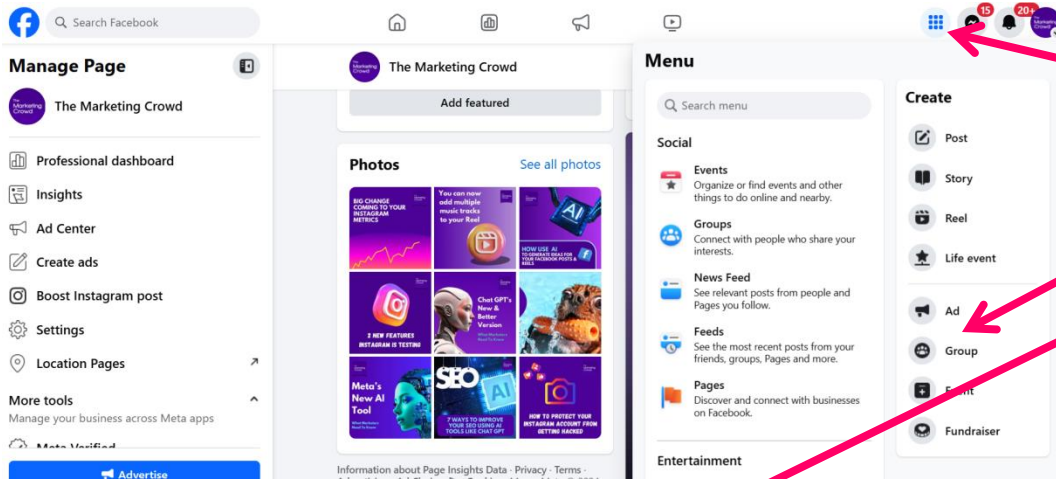 Search Facebook
15
20+
Manage Page
The Marketing Crowd
Professional dashboard
Insights
Ad Center
Create ads
Boost Instagram post
Settings
Location Pages
More tools
Manage your business across Meta apps
Meta Verified
Advertise
The Marketing Crowd
Add featured
Photos
See all photos
BIG CHANGE
COMING TO YOUR
INSTAGRAM
METRICS
You can now
add multiple
music tracks
to your Reel
AI
HOW USE AI
TO GENERATE IDEAS FOR
YOUR FACEBOOK POSTS &
REELS
2 NEW FEATURES
INSTAGRAM IS TESTING
Chat GPT's
New &
Better
Version
What Marketers
Need To Know
Meta's
New AI
Tool
SEO
AI
7 WAYS TO IMPROVE
YOUR SEO USING AI
TOOLS LIKE CHAT GPT
HOW TO PROTECT YOUR
INSTAGRAM ACCOUNT FROM
GETTING HACKED
Information about Page Insights Data · Privacy · Terms ·
Menu
Search menu
Social
Events
Organize or find events and other
things to do online and nearby.
Groups
Connect with people who share your
interests.
News Feed
See relevant posts from people and
Pages you follow.
Feeds
See the most recent posts from your
friends, groups, Pages and more.
Pages
Discover and connect with businesses
on Facebook.
Entertainment
Create
Post
Story
Reel
Life event
Ad
Group
Event
Fundraiser